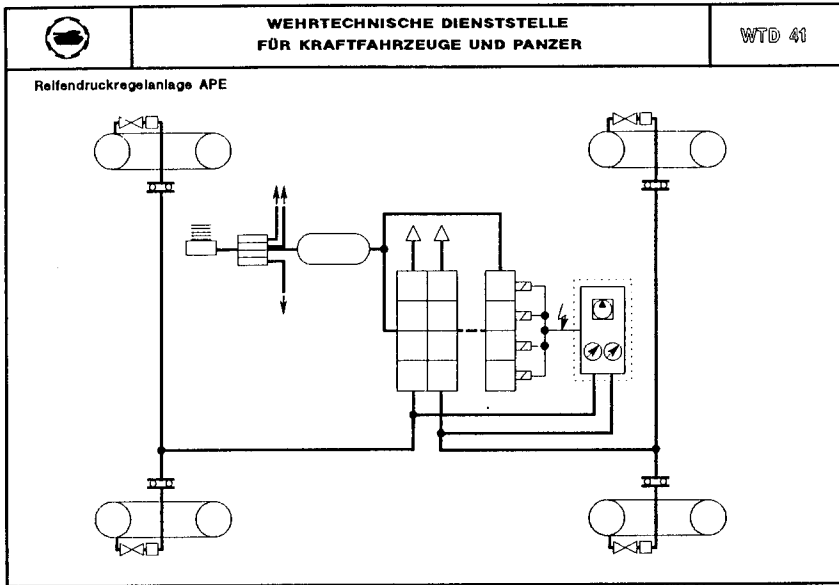 WEHRTECHNISCHE DIENSTSTELLE
FÜR KRAFTFAHRZEUGE UND PANZER
WTD 41
Reifendruckregelanlage APE